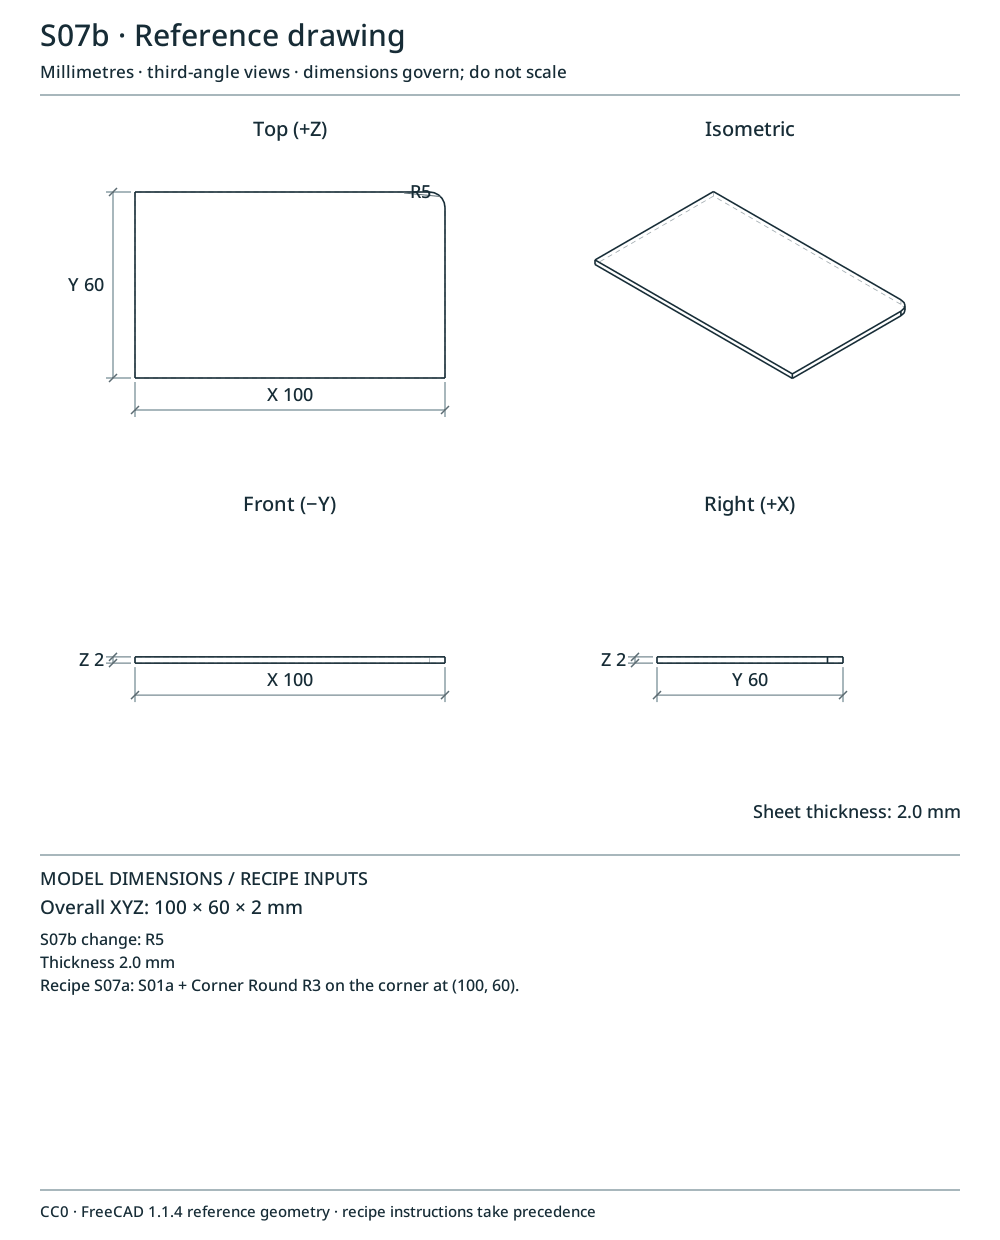 S07b · Reference drawing
Millimetres · third-angle views · dimensions govern; do not scale
Top (+Z)
Isometric
R5
Y 60
X 100
Front (−Y)
Right (+X)
Z 2
X 100
Z 2
Y 60
Sheet thickness: 2.0 mm
MODEL DIMENSIONS / RECIPE INPUTS
Overall XYZ: 100 × 60 × 2 mm
S07b change: R5
Thickness 2.0 mm
Recipe S07a: S01a + Corner Round R3 on the corner at (100, 60).
CC0 · FreeCAD 1.1.4 reference geometry · recipe instructions take precedence